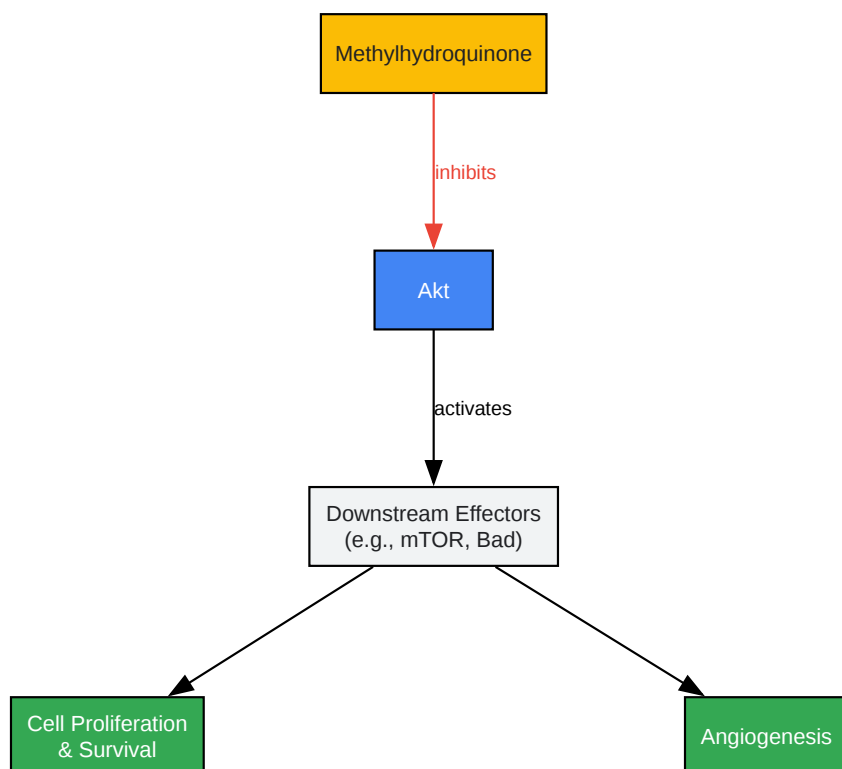 Methylhydroquinone
inhibits
Akt
activates
Downstream Effectors
(e.g., mTOR, Bad)
Cell Proliferation
& Survival
Angiogenesis